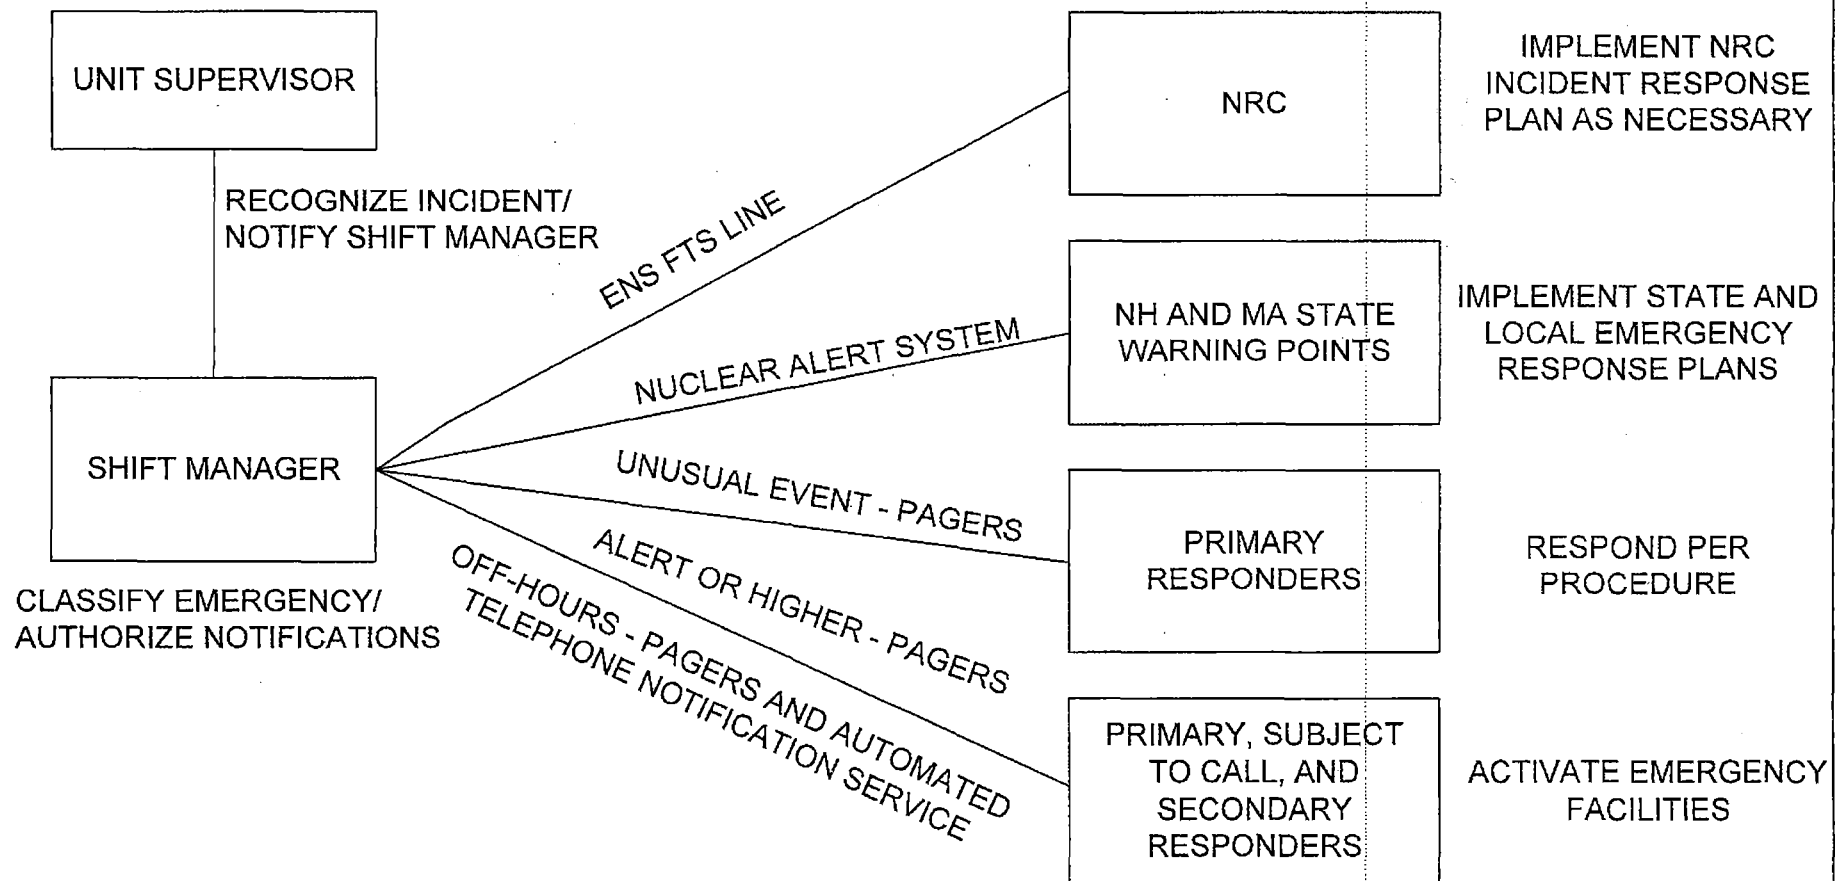 UNIT SUPERVISOR
RECOGNIZE INCIDENT/
NOTIFY SHIFT MANAGER
SHIFT MANAGER
CLASSIFY EMERGENCY/
AUTHORIZE NOTIFICATIONS
ENS FTS LINE
NUCLEAR ALERT SYSTEM
UNUSUAL EVENT - PAGERS
ALERT OR HIGHER - PAGERS
OFF-HOURS - PAGERS AND AUTOMATED
TELEPHONE NOTIFICATION SERVICE
NRC
IMPLEMENT NRC
INCIDENT RESPONSE
PLAN AS NECESSARY
NH AND MA STATE
WARNING POINTS
IMPLEMENT STATE AND
LOCAL EMERGENCY
RESPONSE PLANS
PRIMARY
RESPONDERS
RESPOND PER
PROCEDURE
PRIMARY, SUBJECT
TO CALL, AND
SECONDARY
RESPONDERS
ACTIVATE EMERGENCY
FACILITIES